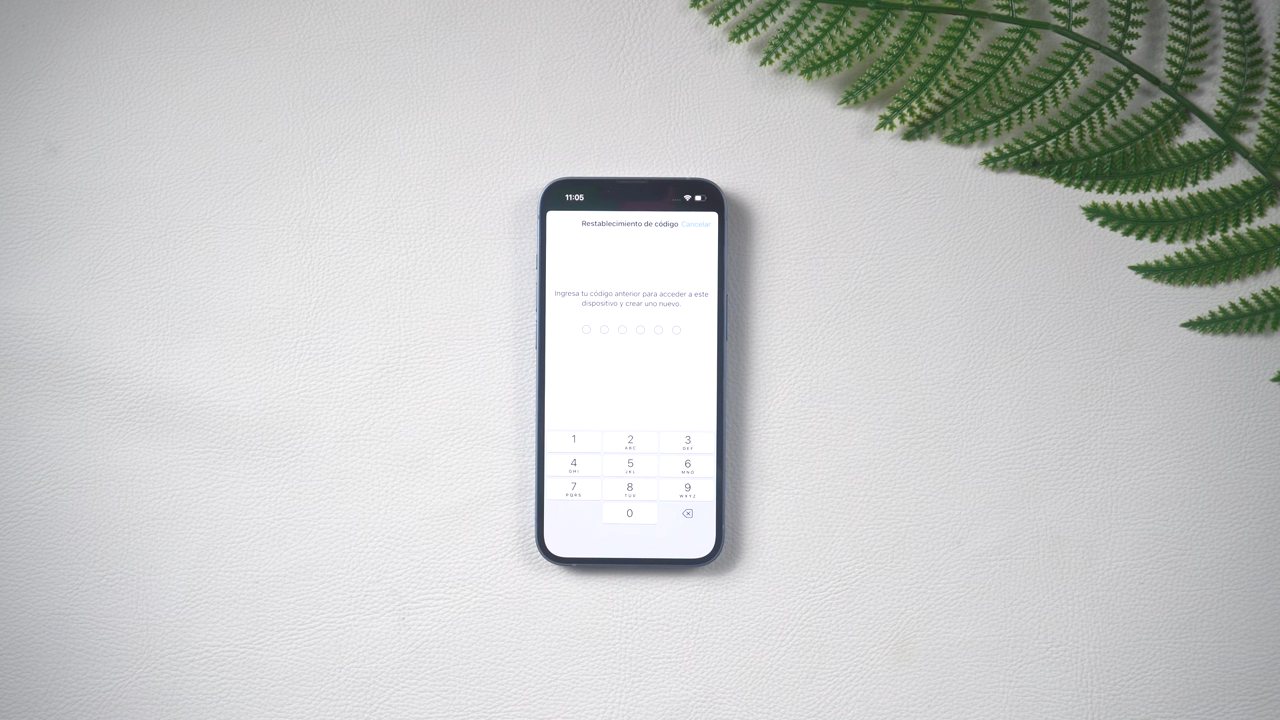 11:05
Restablecimiento de código Cancelar
Ingresa tu código anterior para acceder a este
dispositivo y crear uno nuevo.
1 2 3
ABC DEF
4 5 6
GHI JKL MNO
7 8 9
PQRS TUV WXYZ
0